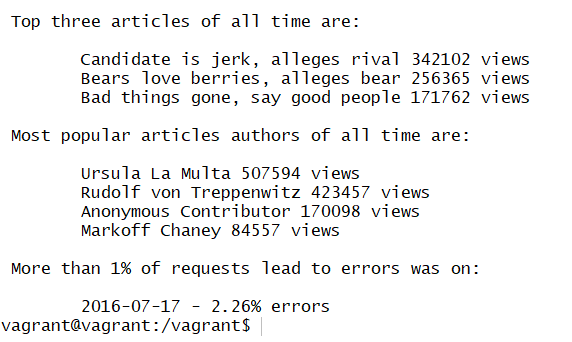 Top three articles of all time are:
Candidate is jerk, alleges rival 342102 views
Bears love berries, alleges bear 256365 views
Bad things gone, say good people 171762 views
Most popular articles authors of all time are:
Ursula La Multa 507594 views
Rudolf von Treppenwitz 423457 views
Anonymous Contributor 170098 views
Markoff Chaney 84557 views
More than 1% of requests lead to errors was on:
2016-07-17 - 2.26% errors
vagrant@vagrant:/vagrant$